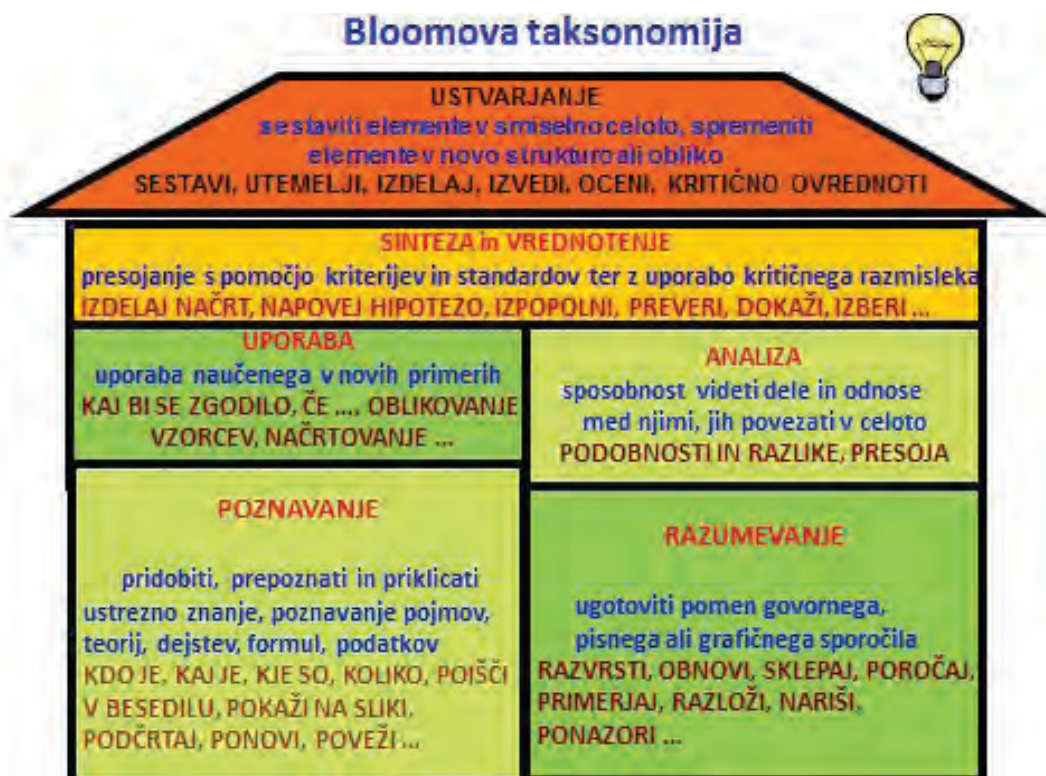 Bloomova taksonomija
USTVARJANJE
sestaviti elemente v smiselno celoto, spremeniti
elemente v novo strukturo ali obliko
SESTAVI, UTEMELJI, IZDELAJ, IZVEDI, OCENI, KRITIČNO OVREDNOTI
SINTEZA in VREDNOTENJE
presojanje s pomočjo kriterijev in standardov ter z uporabo kritičnega razmisleka
IZDELAJ NAČRT, NAPOVEJ HIPOTEZO, IZPOPOLNI, PREVERI, DOKAŽI, IZBERI ...
UPORABA
uporaba naučenega v novih primerih
KAJ BI SE ZGODILO, ČE ...., OBLIKOVANJE
VZORCEV, NAČRTOVANJE ...
ANALIZA
sposobnost videti dele in odnose
med njimi, jih povezati v celoto
PODOBNOSTI IN RAZLIKE, PRESOJA
POZNAVANJE
pridobiti, prepoznati in priklicati
ustrezno znanje, poznavanje pojmov,
teorij, dejstev, formul, podatkov
KDO JE, KAJ JE, KJE SO, KOLIKO, POIŠČI
V BESEDILU, POKAŽI NA SLIKI,
PODČRTAJ, PONOVI, POVEŽI ...
RAZUMEVANJE
ugotoviti pomen govornega,
pisnega ali grafičnega sporočila
RAZVRSTI, OBNOVI, SKLEPAJ, POROČAJ,
PRIMERJAJ, RAZLOŽI, NARIŠI,
PONAZORI ...